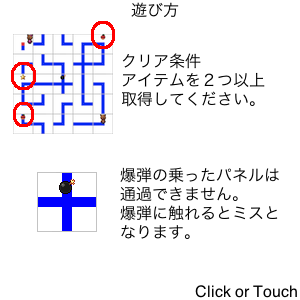 遊び方
クリア条件
アイテムを２つ以上
取得してください。
爆弾の乗ったパネルは
通過できません。
爆弾に触れるとミスと
なります。
Click or Touch